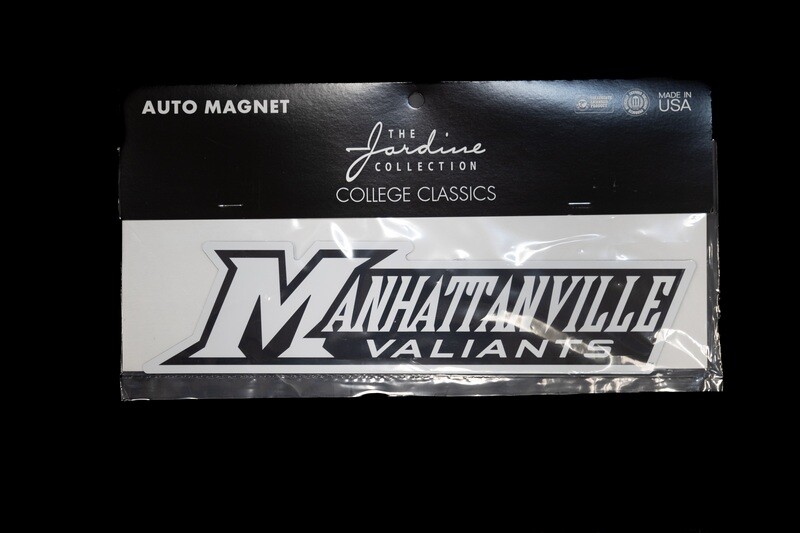 AUTO MAGNET
MADE IN
USA
THE
Jardine
COLLECTION
COLLEGE CLASSICS
MANHATTANVILLE
VALIANTS